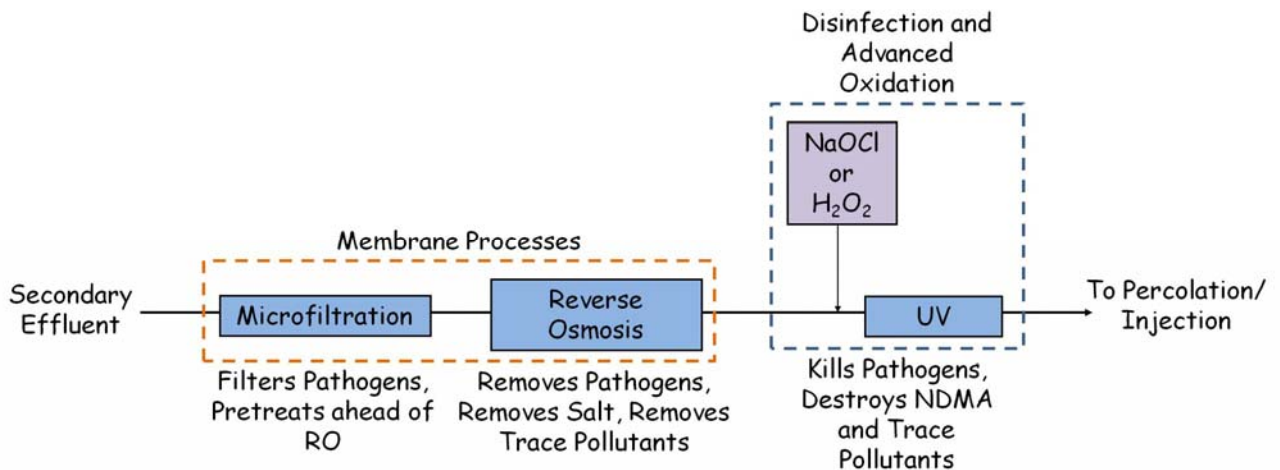 Disinfection and
Advanced
Oxidation
NaOCl
or
H₂O₂
Membrane Processes
Secondary
Effluent
Microfiltration
Reverse
Osmosis
UV
To Percolation/
Injection
Filters Pathogens,
Pretreats ahead of
RO
Removes Pathogens,
Removes Salt, Removes
Trace Pollutants
Kills Pathogens,
Destroys NDMA
and Trace
Pollutants